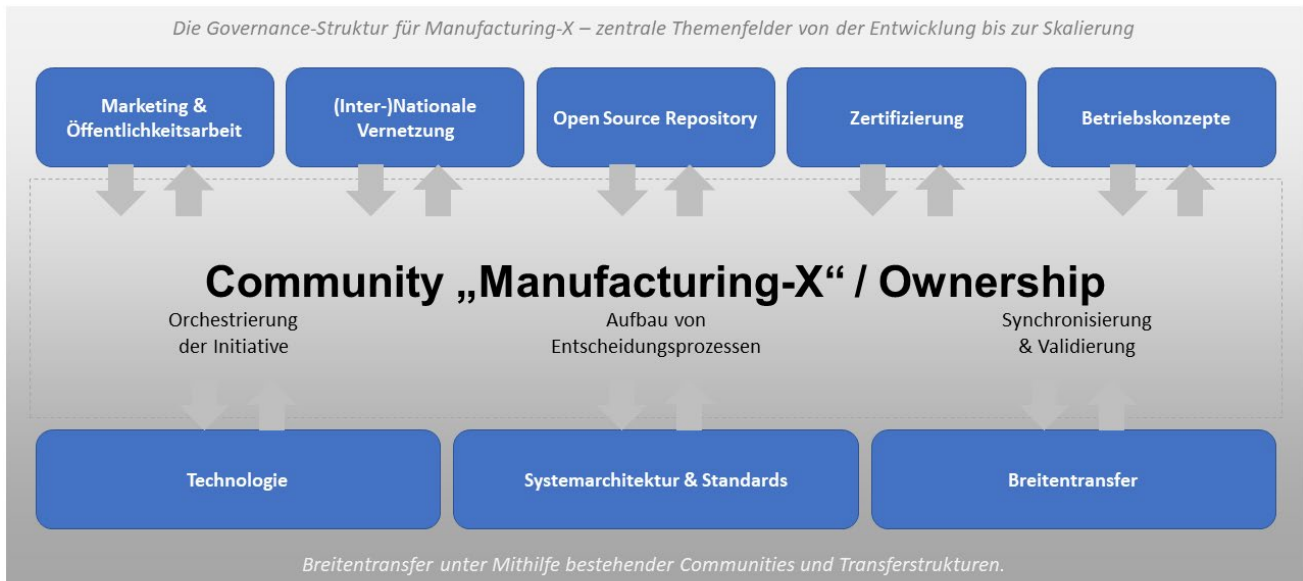 Die Governance-Struktur für Manufacturing-X – zentrale Themenfelder von der Entwicklung bis zur Skalierung
Marketing &
Öffentlichkeitsarbeit
(Inter-)Nationale
Vernetzung
Open Source Repository
Zertifizierung
Betriebskonzepte
Community „Manufacturing-X“ / Ownership
Orchestrierung
der Initiative
Aufbau von
Entscheidungsprozessen
Synchronisierung
& Validierung
Technologie
Systemarchitektur & Standards
Breitentransfer
Breitentransfer unter Mithilfe bestehender Communities und Transferstrukturen.